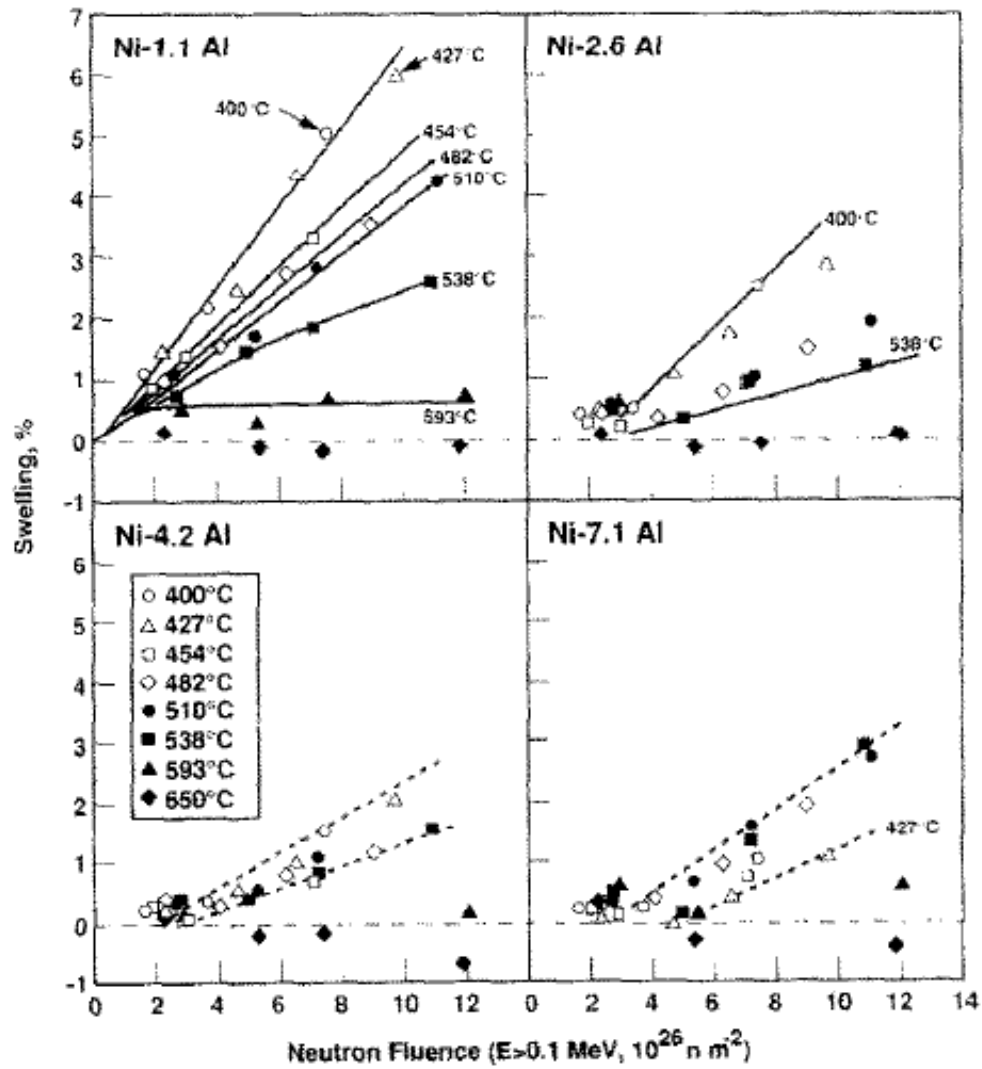 Ni-1.1 Al
Ni-2.6 Al
7
6
5
4
3
2
1
0
-1
427°C
400°C
454°C
482°C
510°C
538°C
593°C
400°C
538°C
Swelling, %
Ni-4.2 Al
Ni-7.1 Al
6
5
4
3
2
1
0
-1
400°C
427°C
454°C
482°C
510°C
538°C
593°C
650°C
427°C
0 2 4 6 8 10 12 0 2 4 6 8 10 12 14
Neutron Fluence (E>0.1 MeV, 10^26 n m^-2)